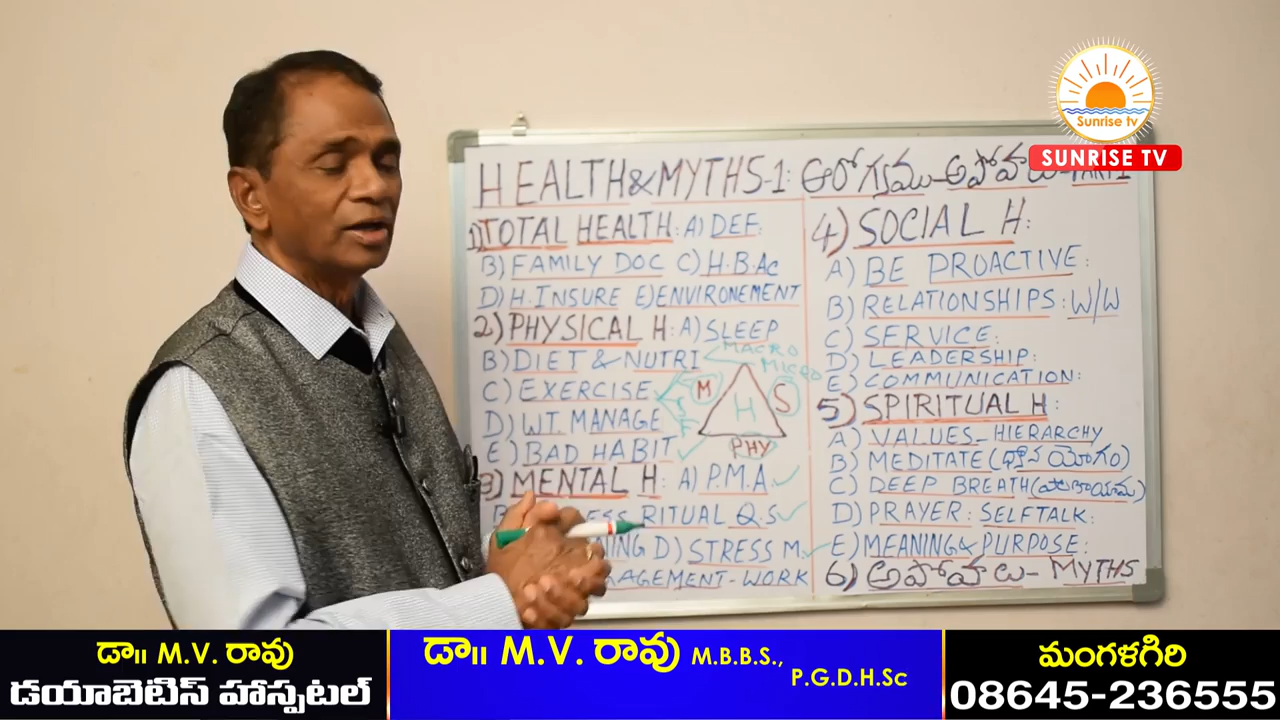 Sunrise tv
SUNRISE TV
HEALTH & MYTHS-1: ఆరోగ్యము-అపోహలు-PART 1
1) TOTAL HEALTH: A) DEF:
B) FAMILY DOC C) H.B.Ac
D) H.INSURE E) ENVIRONEMENT
2) PHYSICAL H: A) SLEEP
B) DIET & NUTRI MACRO
MICRO
C) EXERCISE
D) WT. MANAGE
E) BAD HABIT
M
H
S
PHY
3) MENTAL H: A) P.M.A
RITUAL Q.S
D) STRESS M
AGEMENT-WORK
4) SOCIAL H:
A) BE PROACTIVE:
B) RELATIONSHIPS: W/W
C) SERVICE:
D) LEADERSHIP:
E) COMMUNICATION:
5) SPIRITUAL H:
A) VALUES-HIERARCHY
B) MEDITATE (ధ్యాన యోగం)
C) DEEP BREATH (ప్రాణాయామ)
D) PRAYER: SELFTALK:
E) MEANING & PURPOSE:
6) అపోహలు- MYTHS
డా॥ M.V. రావు
డయాబెటిస్ హాస్పటల్
డా॥ M.V. రావు M.B.B.S.,
P.G.D.H.Sc
మంగళగిరి
08645-236555